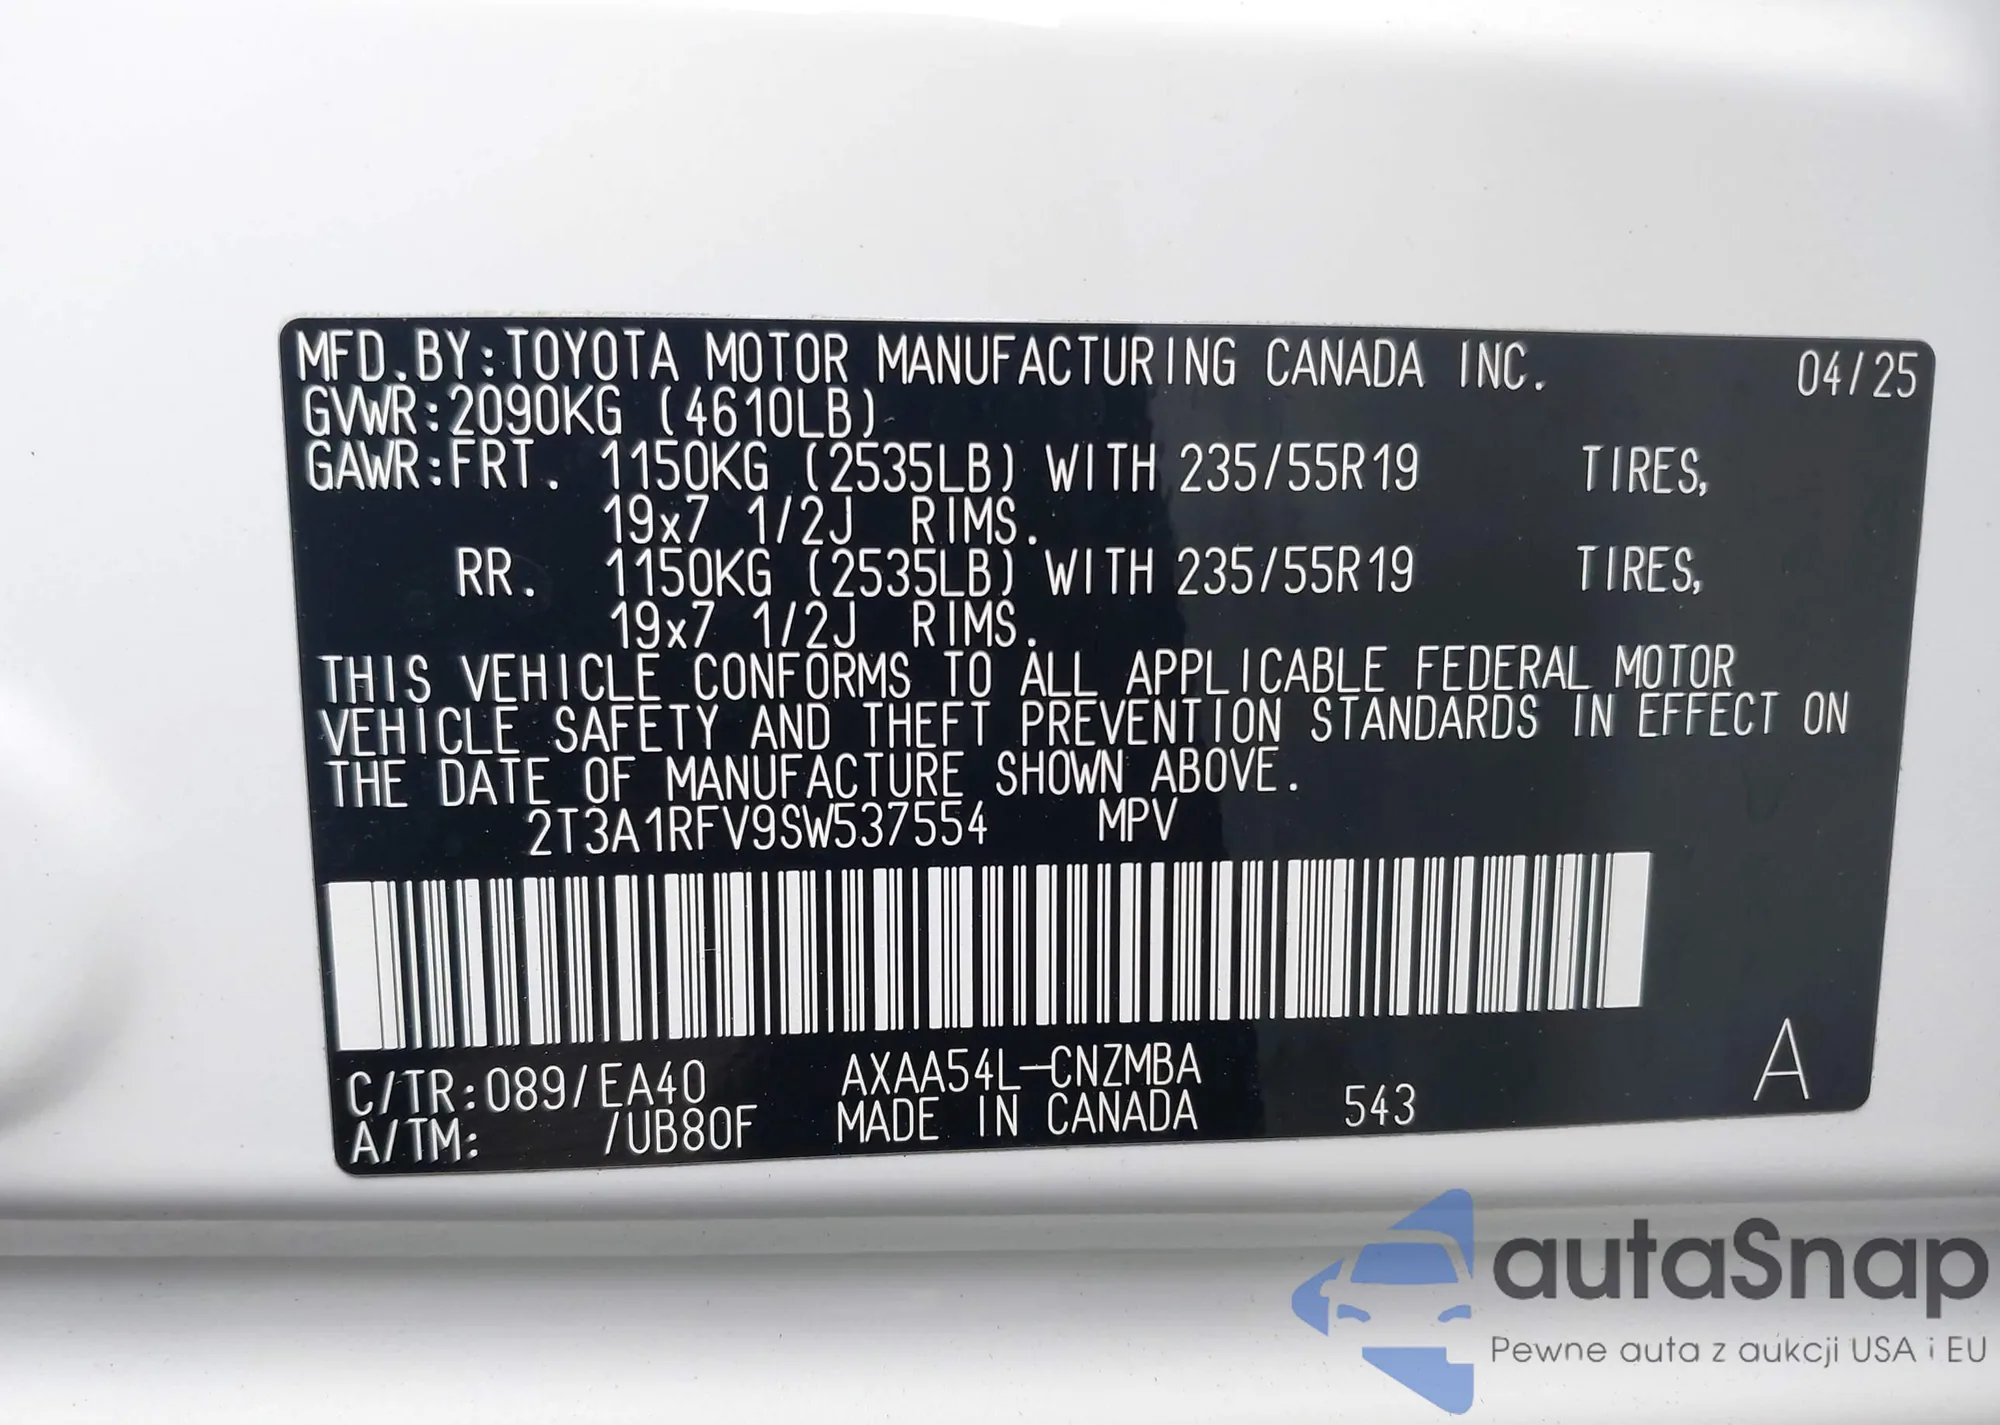 MFD.BY:TOYOTA MOTOR MANUFACTURING CANADA INC. 04/25
GVWR:2090KG (4610LB)
GAWR:FRT. 1150KG (2535LB) WITH 235/55R19 TIRES,
19x7 1/2J RIMS.
RR. 1150KG (2535LB) WITH 235/55R19 TIRES,
19x7 1/2J RIMS.
THIS VEHICLE CONFORMS TO ALL APPLICABLE FEDERAL MOTOR
VEHICLE SAFETY AND THEFT PREVENTION STANDARDS IN EFFECT ON
THE DATE OF MANUFACTURE SHOWN ABOVE.
2T3A1RFV9SW537554 MPV
C/TR:089/EA40 AXAA54L-CNZMBA
A/TM: /UB80F MADE IN CANADA 543 A
autaSnap
Pewne auta z aukcji USA i EU